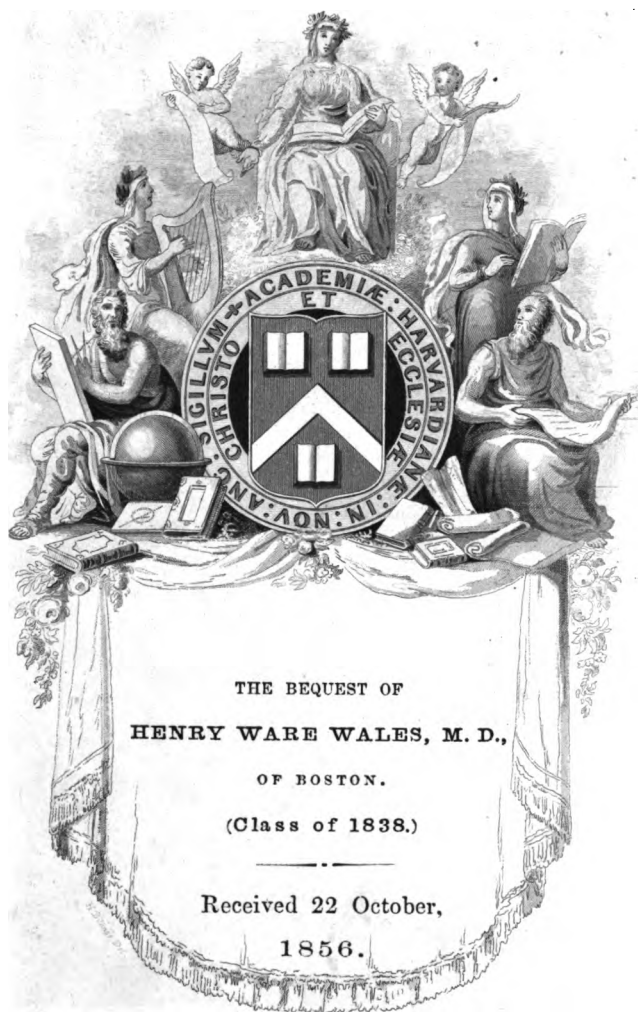 SIGILLVM ✢ ACADEMIÆ : HARVARDIANÆ : IN : NOV : ANG :
CHRISTO ET ECCLESIÆ
THE BEQUEST OF
HENRY WARE WALES, M. D.,
OF BOSTON.
(Class of 1838.)
Received 22 October,
1856.